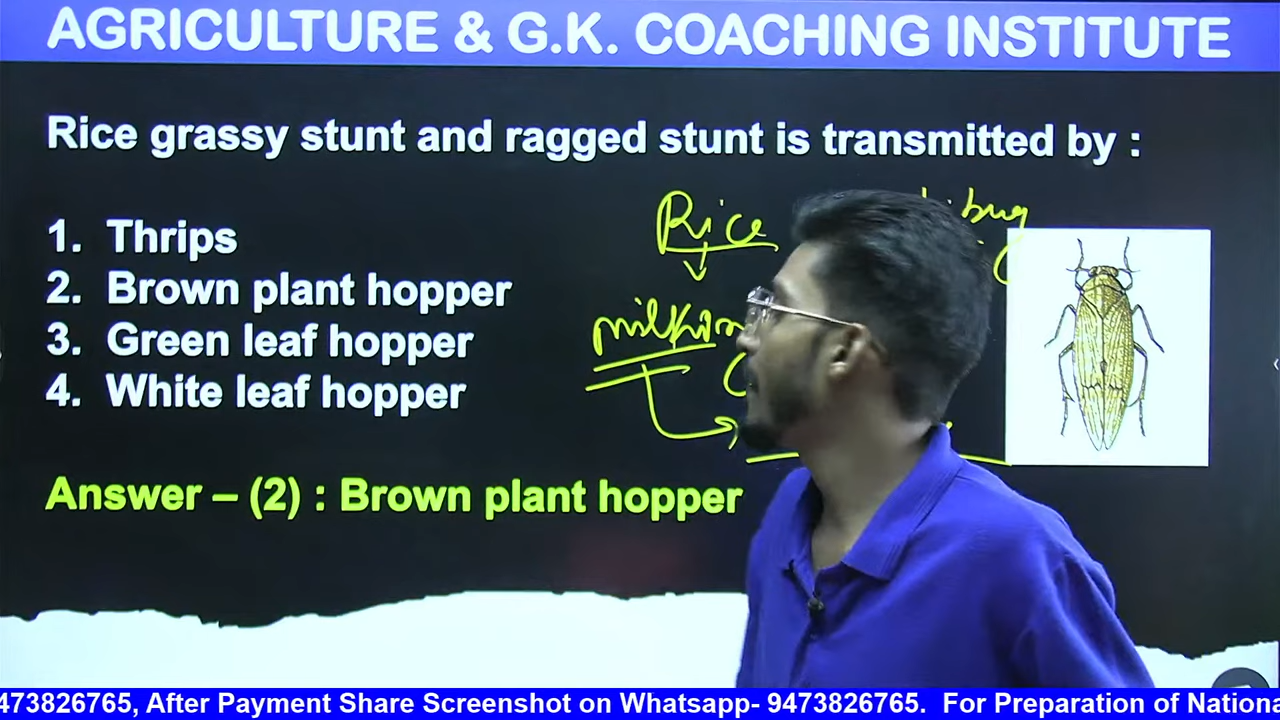 AGRICULTURE & G.K. COACHING INSTITUTE
Rice grassy stunt and ragged stunt is transmitted by :
Rice bug
1. Thrips
2. Brown plant hopper
3. Green leaf hopper
4. White leaf hopper
Answer – (2) : Brown plant hopper
473826765, After Payment Share Screenshot on Whatsapp- 9473826765. For Preparation of Nationa